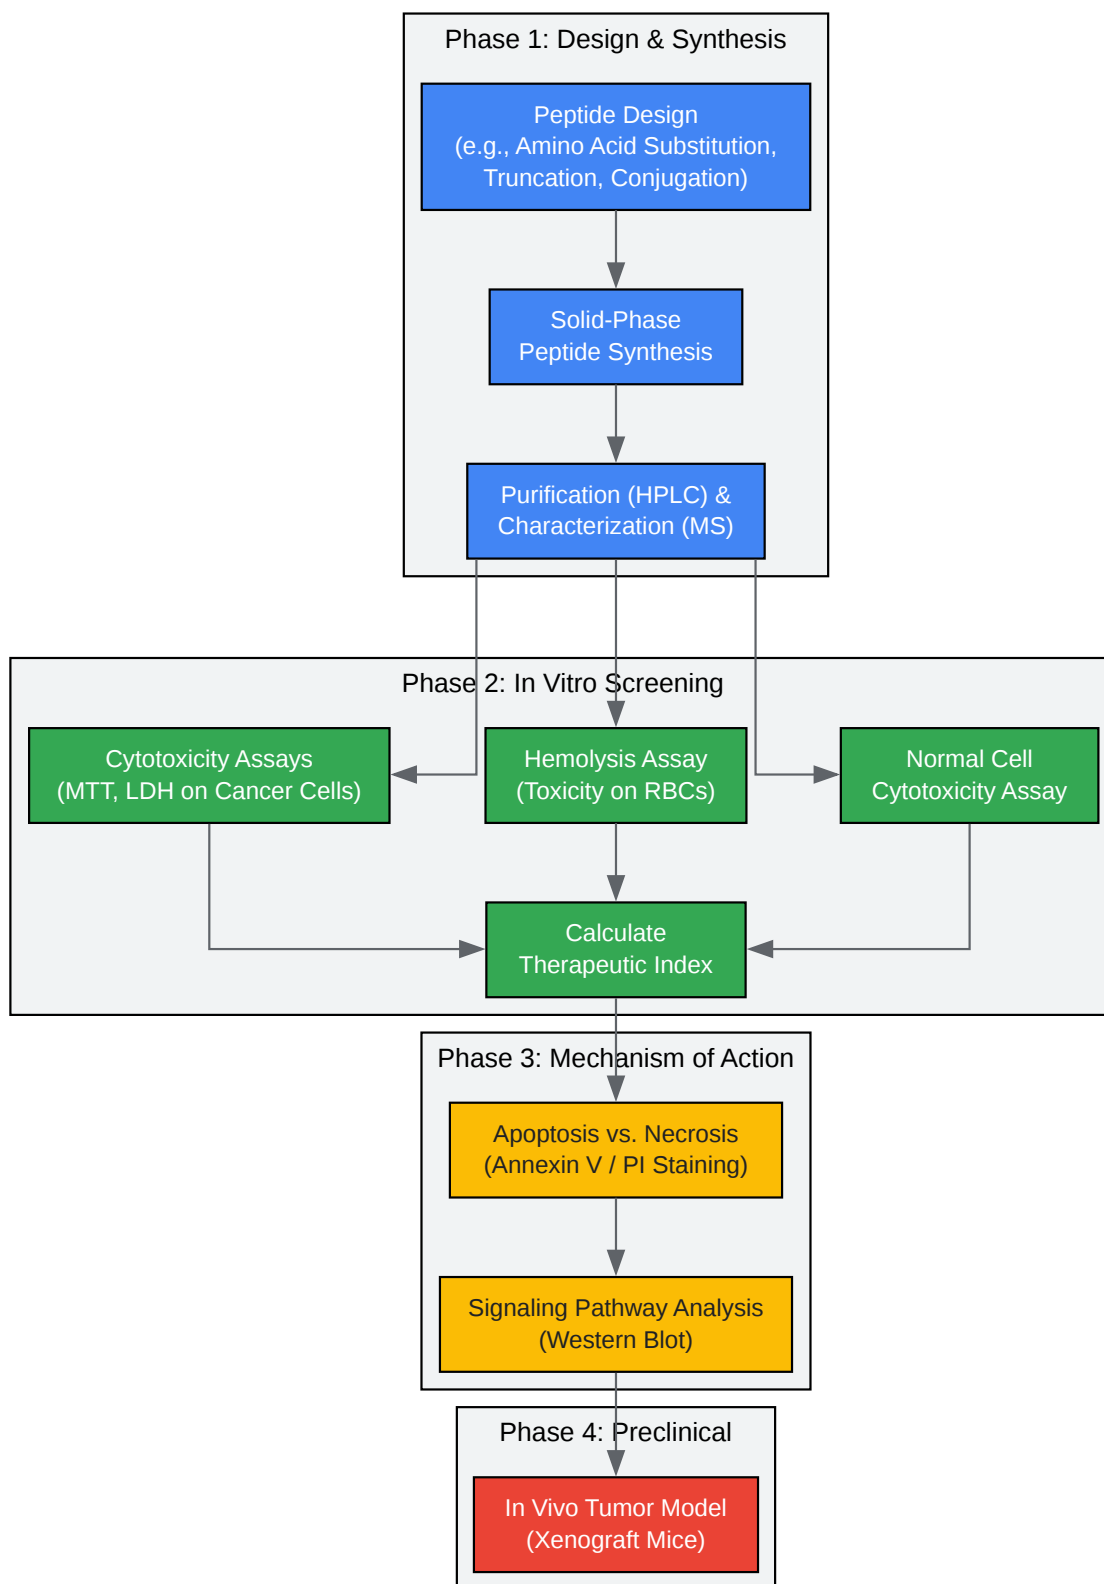 Phase 1: Design & Synthesis
Peptide Design
(e.g., Amino Acid Substitution,
Truncation, Conjugation)
Solid-Phase
Peptide Synthesis
Purification (HPLC) &
Characterization (MS)
Phase 2: In Vitro Screening
Cytotoxicity Assays
(MTT, LDH on Cancer Cells)
Hemolysis Assay
(Toxicity on RBCs)
Normal Cell
Cytotoxicity Assay
Calculate
Therapeutic Index
Phase 3: Mechanism of Action
Apoptosis vs. Necrosis
(Annexin V / PI Staining)
Signaling Pathway Analysis
(Western Blot)
Phase 4: Preclinical
In Vivo Tumor Model
(Xenograft Mice)